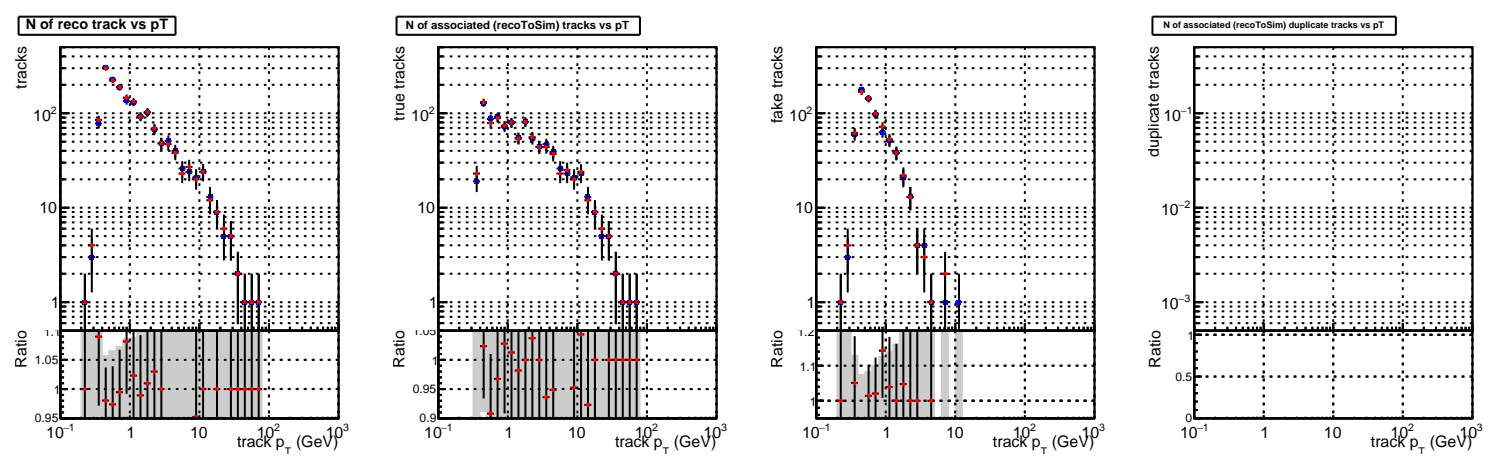 N of reco track vs pT
tracks
10²
10
1
Ratio
1.1
1.05
1
0.95
10⁻¹ 1 10 10² 10³
track p_T (GeV)
N of associated (recoToSim) tracks vs pT
true tracks
10²
10
1
Ratio
1.05
1
0.95
0.9
10⁻¹ 1 10 10² 10³
track p_T (GeV)
fake tracks
10²
10
1
Ratio
1.2
1.1
1
10⁻¹ 1 10 10² 10³
track p_T (GeV)
N of associated (recoToSim) duplicate tracks vs pT
duplicate tracks
10⁻¹
10⁻²
10⁻³
Ratio
1
0.5
0
10⁻¹ 1 10 10² 10³
track p_T (GeV)